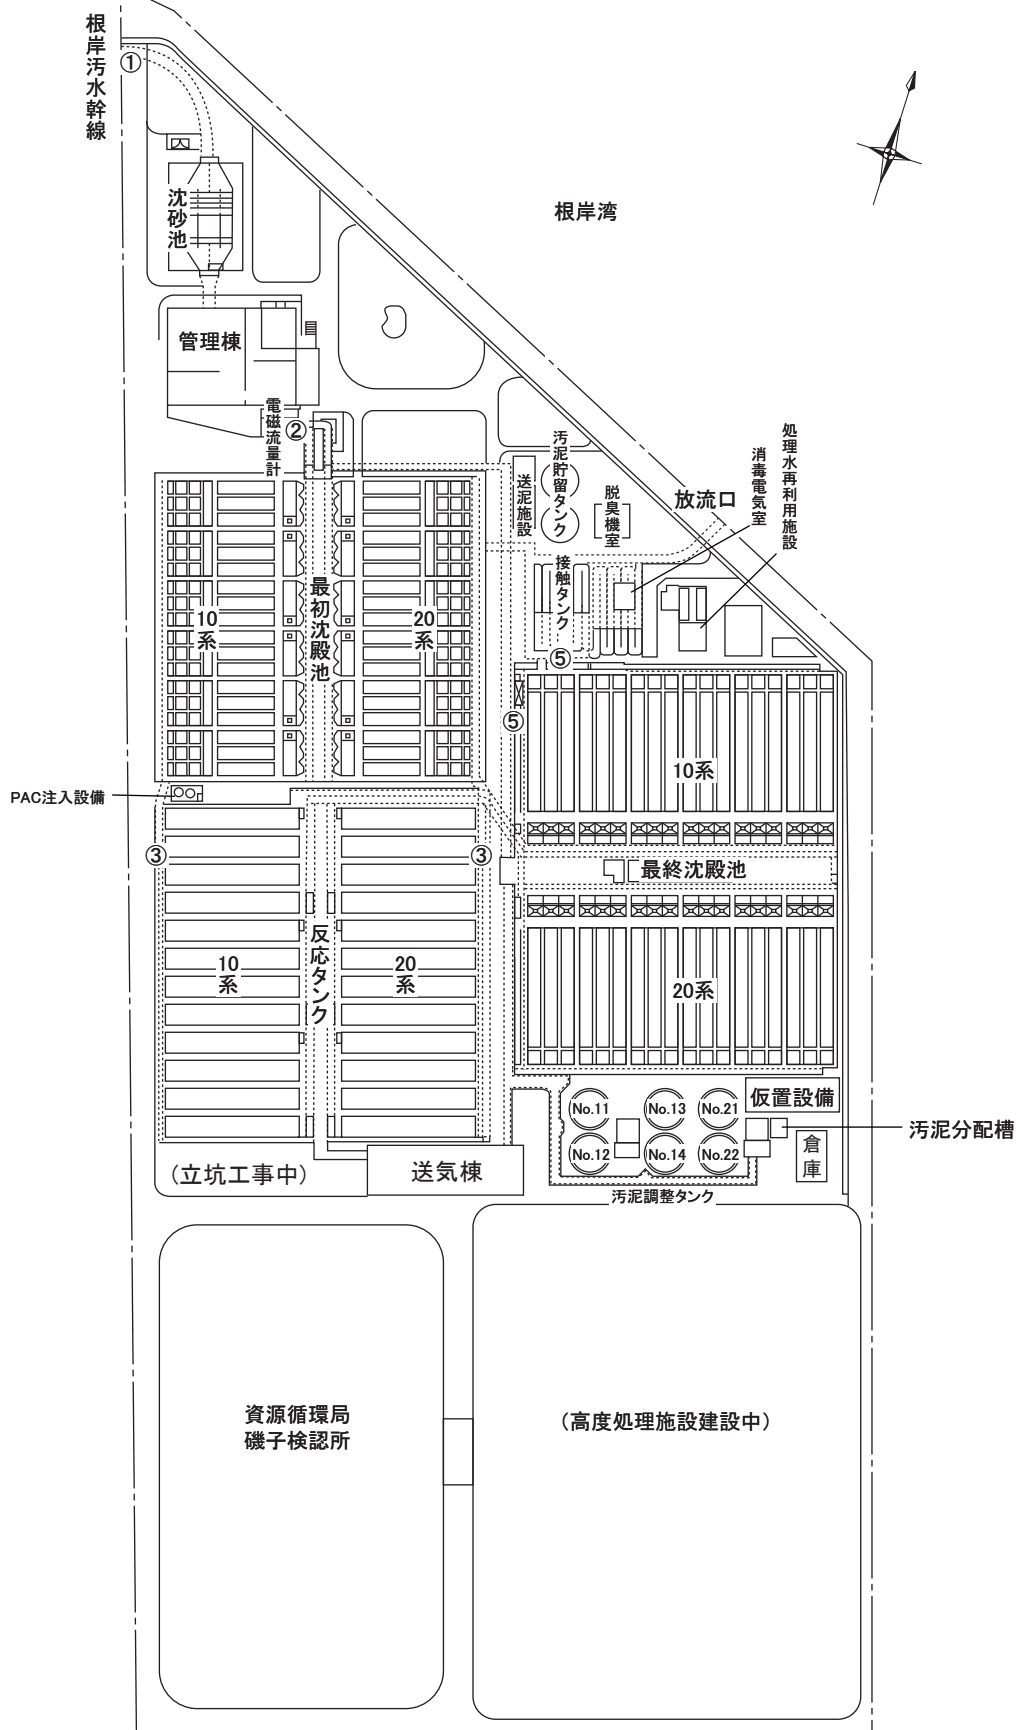 根岸汚水幹線
①
沈砂池
根岸湾
管理棟
電磁流量計
②
汚泥貯留タンク
送泥施設
脱臭機室
放流口
消毒電気室
処理水再利用施設
接触タンク
⑤
最初沈殿池
10系
20系
⑤
10系
PAC注入設備
③
③
最終沈殿池
反応タンク
10系
20系
20系
仮置設備
No.11
No.13
No.21
No.12
No.14
No.22
汚泥分配槽
倉庫
(立坑工事中)
送気棟
汚泥調整タンク
資源循環局
磯子検認所
(高度処理施設建設中)